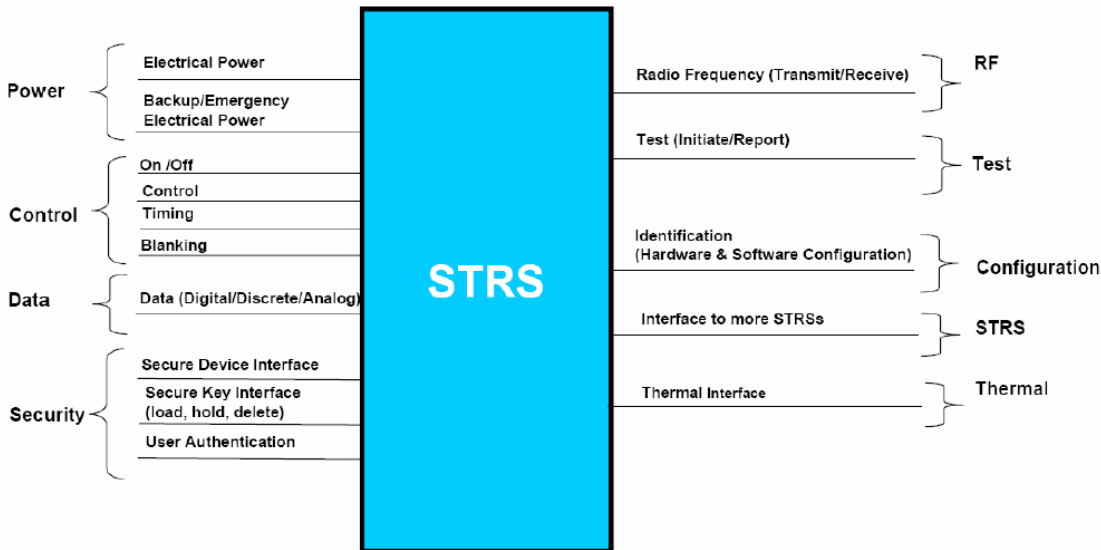 Power
Electrical Power
Backup/Emergency
Electrical Power
Control
On /Off
Control
Timing
Blanking
Data
Data (Digital/Discrete/Analog)
Security
Secure Device Interface
Secure Key Interface
(load, hold, delete)
User Authentication
STRS
Radio Frequency (Transmit/Receive)
RF
Test (Initiate/Report)
Test
Identification
(Hardware & Software Configuration)
Configuration
Interface to more STRSs
STRS
Thermal Interface
Thermal